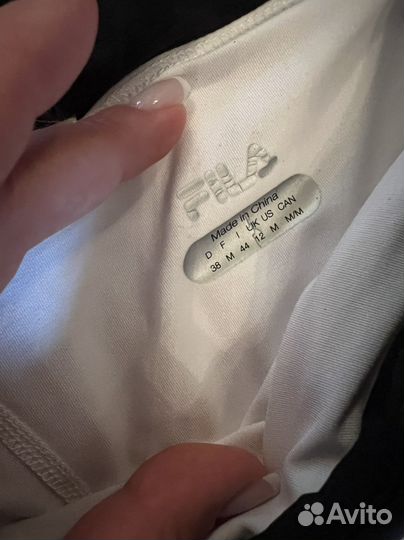 FILA
Made in China
D F I UK US CAN
38 M 44 12 M M/M
Avito